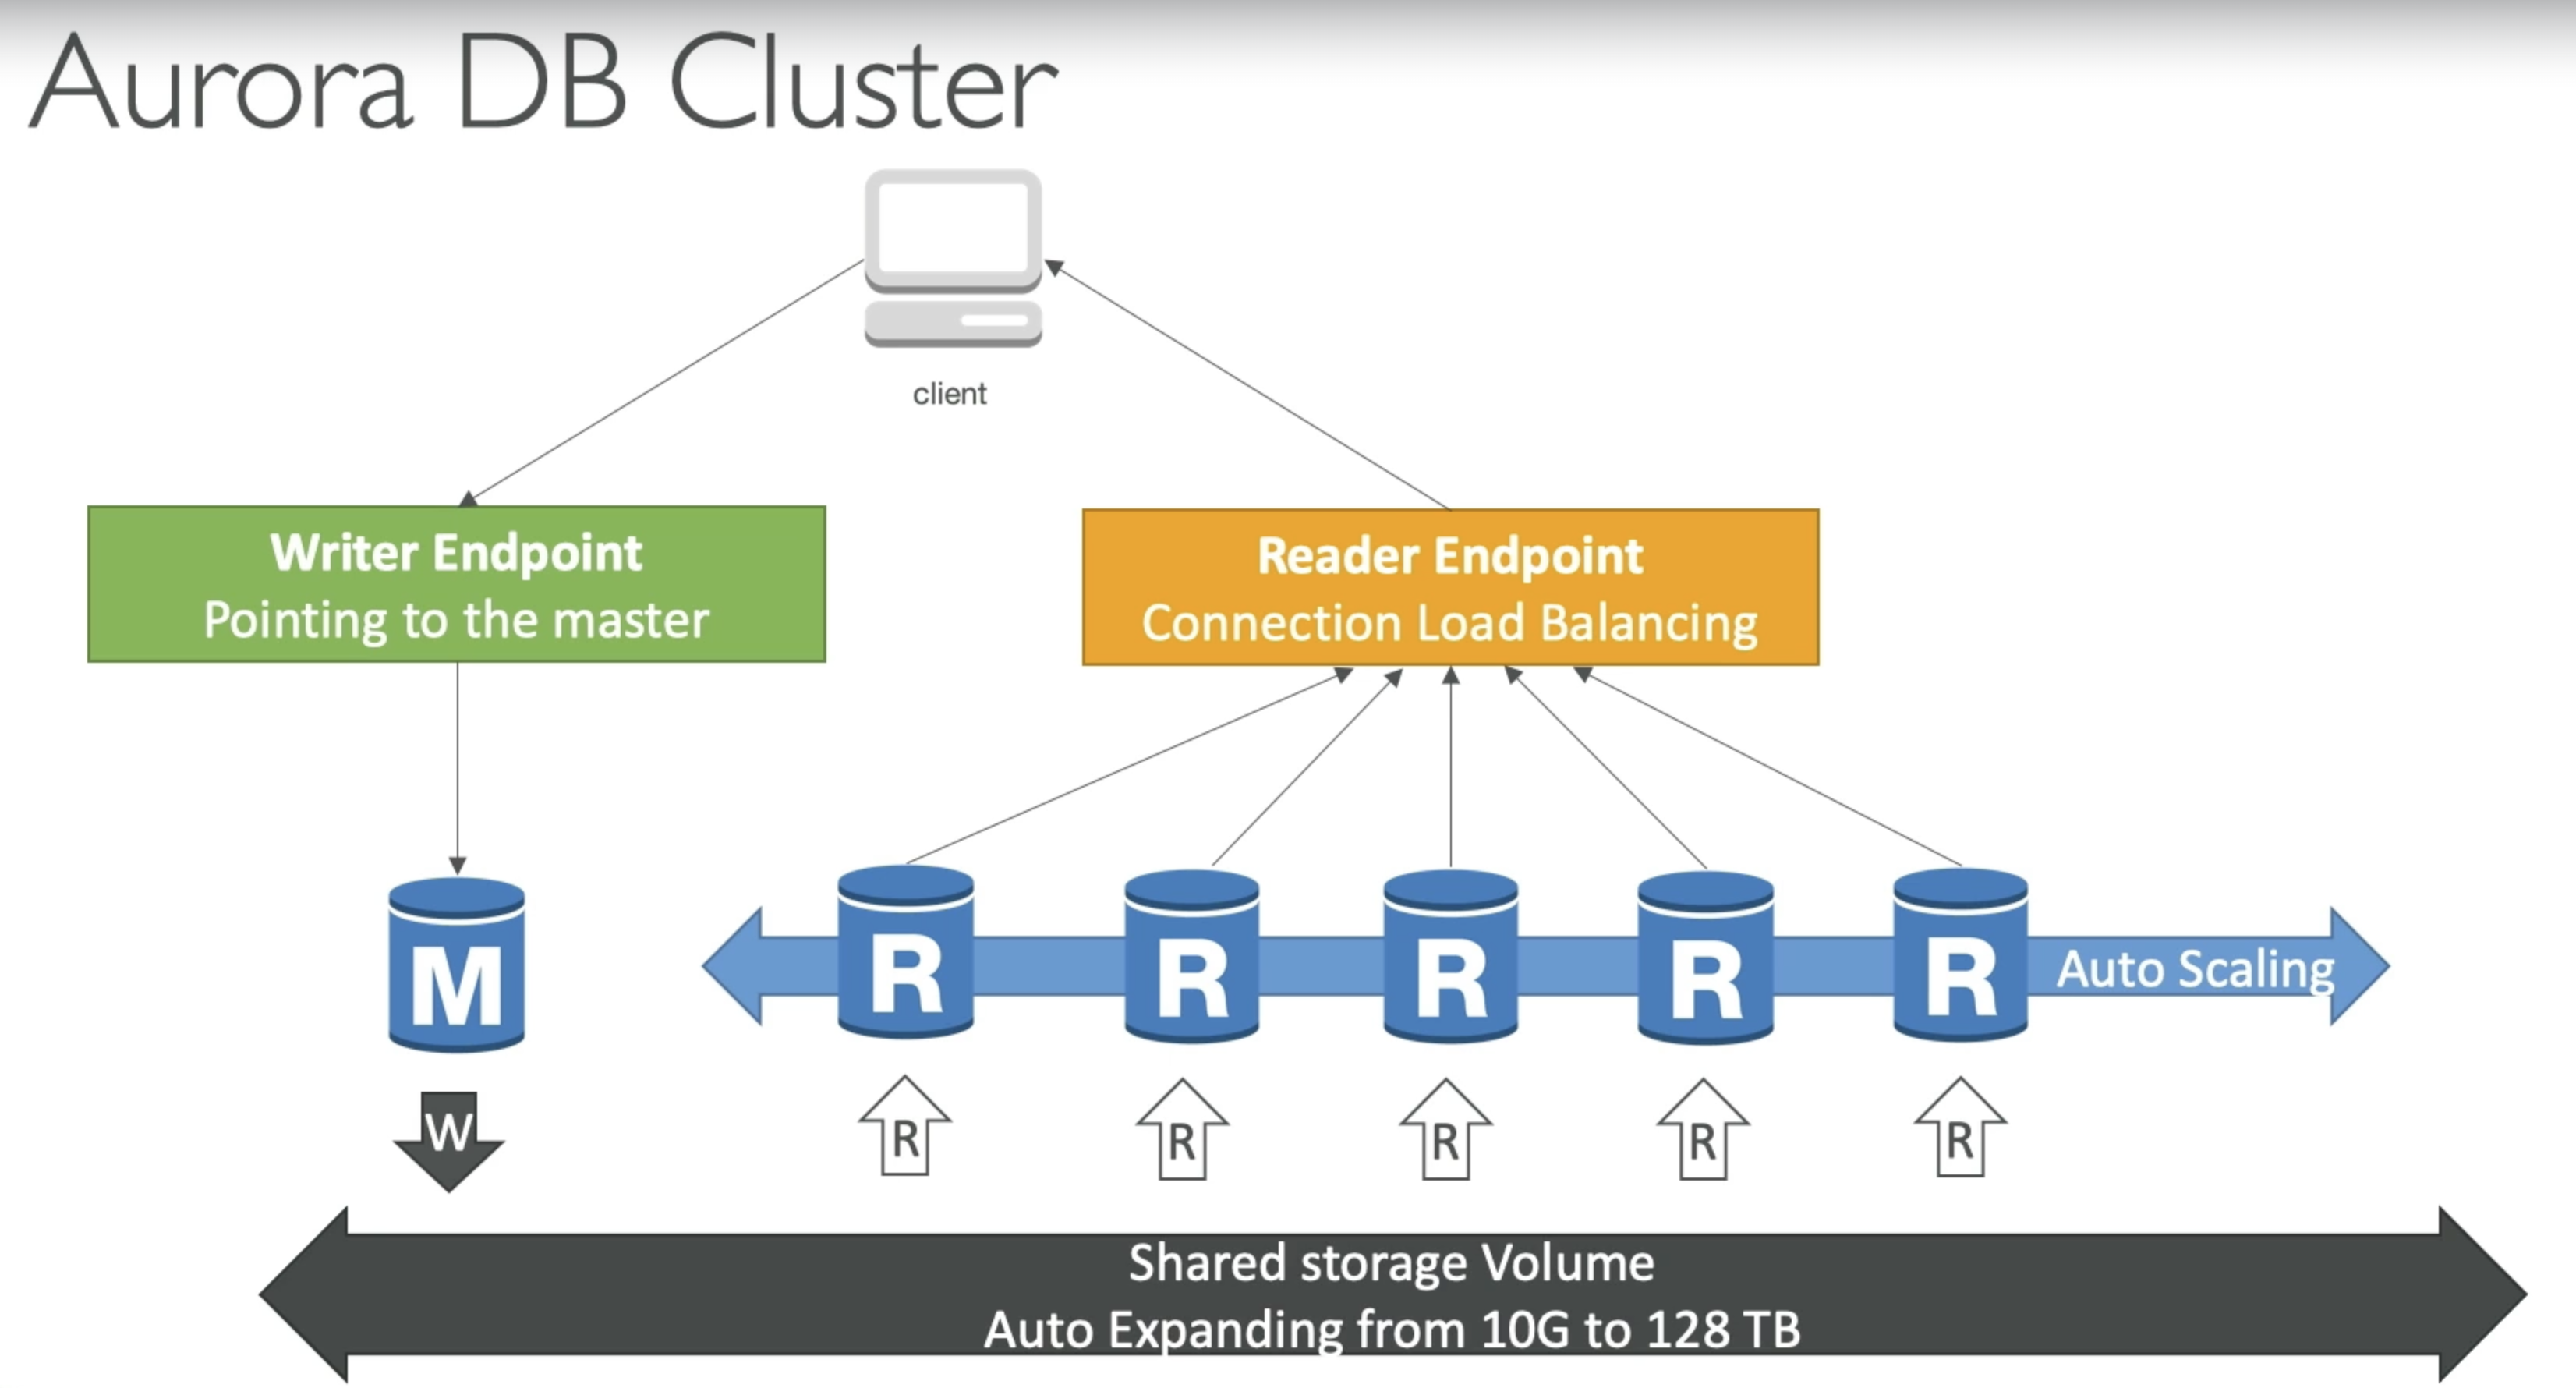 Aurora DB Cluster
client
Writer Endpoint
Pointing to the master
Reader Endpoint
Connection Load Balancing
M
R
R
R
R
R
Auto Scaling
W
R
R
R
R
R
Shared storage Volume
Auto Expanding from 10G to 128 TB